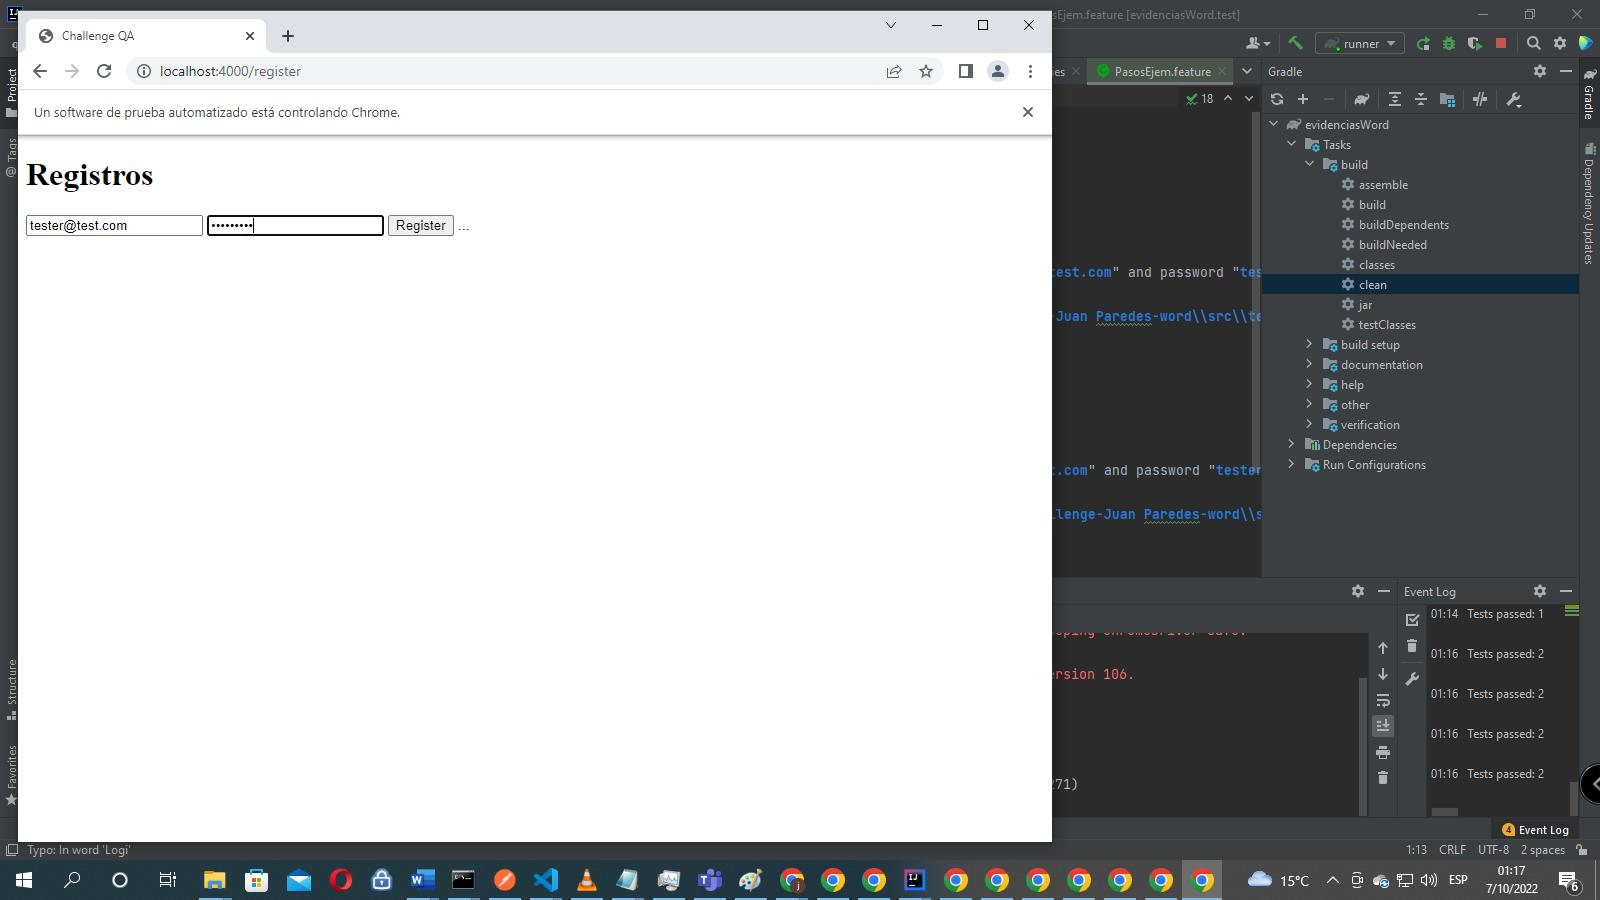 PasosEjem.feature [evidenciasWord.test]
Challenge QA
localhost:4000/register
Un software de prueba automatizado está controlando Chrome.
Registros
tester@test.com ••••••••• Register ...
runner
PasosEjem.feature
18
est.com" and password "tes
-Juan Paredes-word\\src\\te
t.com" and password "tester
lenge-Juan Paredes-word\\s
Gradle
evidenciasWord
Tasks
build
assemble
build
buildDependents
buildNeeded
classes
clean
jar
testClasses
build setup
documentation
help
other
verification
Dependencies
Run Configurations
Project
@ Tags
Structure
Favorites
Gradle
Dependency Updates
ersion 106.
271)
Event Log
01:14 Tests passed: 1
01:16 Tests passed: 2
01:16 Tests passed: 2
01:16 Tests passed: 2
01:16 Tests passed: 2
4 Event Log
Typo: In word 'Logi'
1:13 CRLF UTF-8 2 spaces
15°C
ESP
01:17
7/10/2022
6